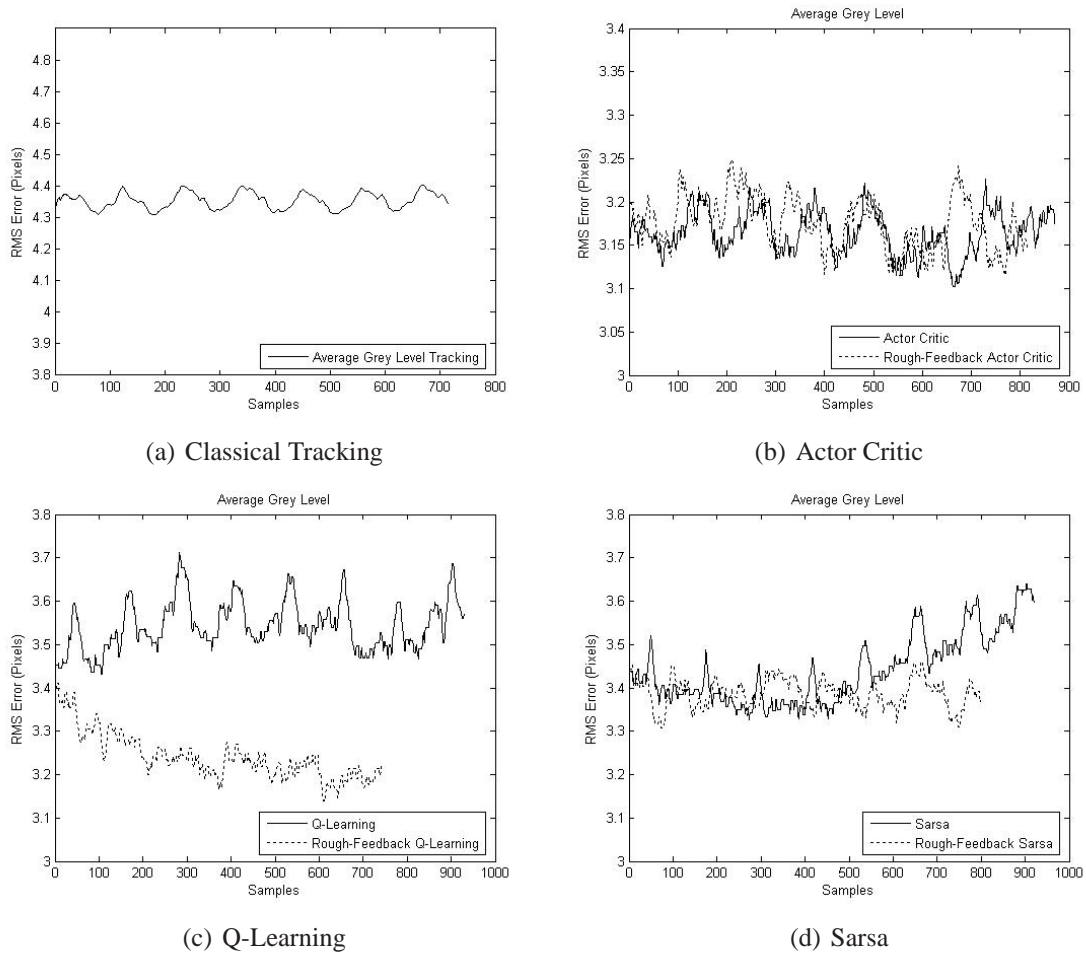 4.9
4.8
4.7
4.6
4.5
4.4
4.3
4.2
4.1
4
3.9
3.8
RMS Error (Pixels)
Average Grey Level Tracking
0 100 200 300 400 500 600 700 800
Samples
(a) Classical Tracking
Average Grey Level
3.4
3.35
3.3
3.25
3.2
3.15
3.1
3.05
3
RMS Error (Pixels)
Actor Critic
Rough-Feedback Actor Critic
0 100 200 300 400 500 600 700 800 900
Samples
(b) Actor Critic
Average Grey Level
3.8
3.7
3.6
3.5
3.4
3.3
3.2
3.1
3
RMS Error (Pixels)
Q-Learning
Rough-Feedback Q-Learning
0 100 200 300 400 500 600 700 800 900 1000
Samples
(c) Q-Learning
Average Grey Level
3.8
3.7
3.6
3.5
3.4
3.3
3.2
3.1
3
RMS Error (Pixels)
Sarsa
Rough-Feedback Sarsa
0 100 200 300 400 500 600 700 800 900 1000
Samples
(d) Sarsa